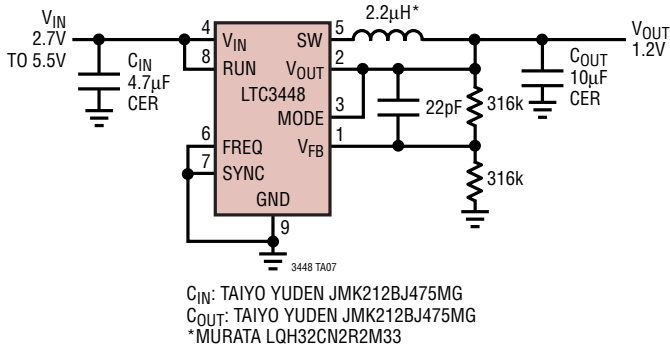 VIN
2.7V
TO 5.5V
CIN
4.7µF
CER
4
VIN
8
RUN
LTC3448
6
FREQ
7
SYNC
GND
9
SW
5
VOUT
2
MODE
3
VFB
1
2.2µH*
22pF
316k
316k
COUT
10µF
CER
VOUT
1.2V
3448 TA07
CIN: TAIYO YUDEN JMK212BJ475MG
COUT: TAIYO YUDEN JMK212BJ475MG
*MURATA LQH32CN2R2M33